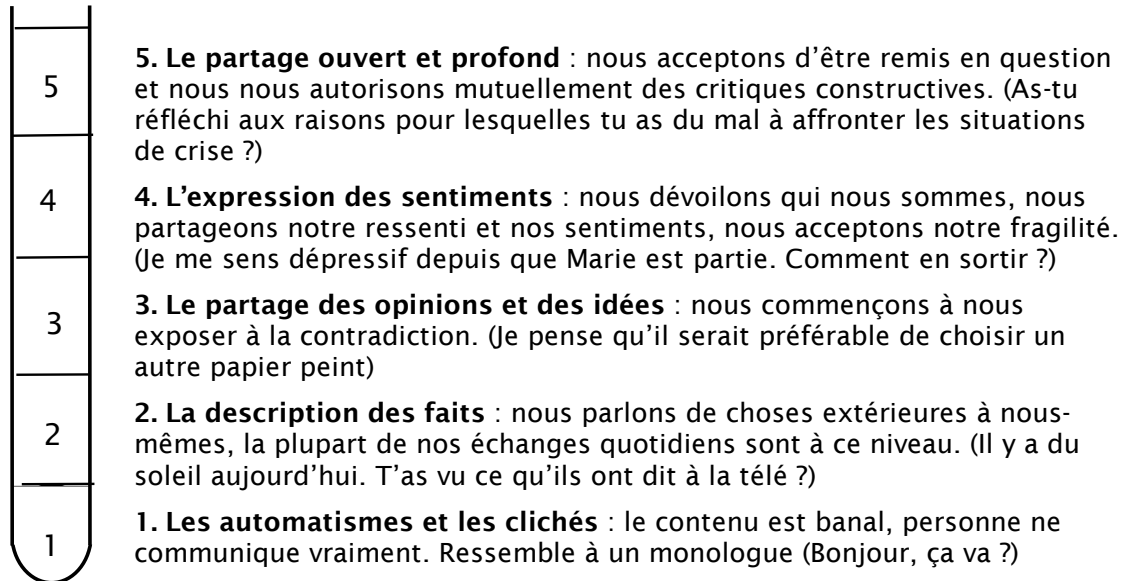 5
5. Le partage ouvert et profond : nous acceptons d’être remis en question
et nous nous autorisons mutuellement des critiques constructives. (As-tu
réfléchi aux raisons pour lesquelles tu as du mal à affronter les situations
de crise ?)
4
4. L’expression des sentiments : nous dévoilons qui nous sommes, nous
partageons notre ressenti et nos sentiments, nous acceptons notre fragilité.
(Je me sens dépressif depuis que Marie est partie. Comment en sortir ?)
3
3. Le partage des opinions et des idées : nous commençons à nous
exposer à la contradiction. (Je pense qu’il serait préférable de choisir un
autre papier peint)
2
2. La description des faits : nous parlons de choses extérieures à nous-
mêmes, la plupart de nos échanges quotidiens sont à ce niveau. (Il y a du
soleil aujourd’hui. T’as vu ce qu’ils ont dit à la télé ?)
1
1. Les automatismes et les clichés : le contenu est banal, personne ne
communique vraiment. Ressemble à un monologue (Bonjour, ça va ?)